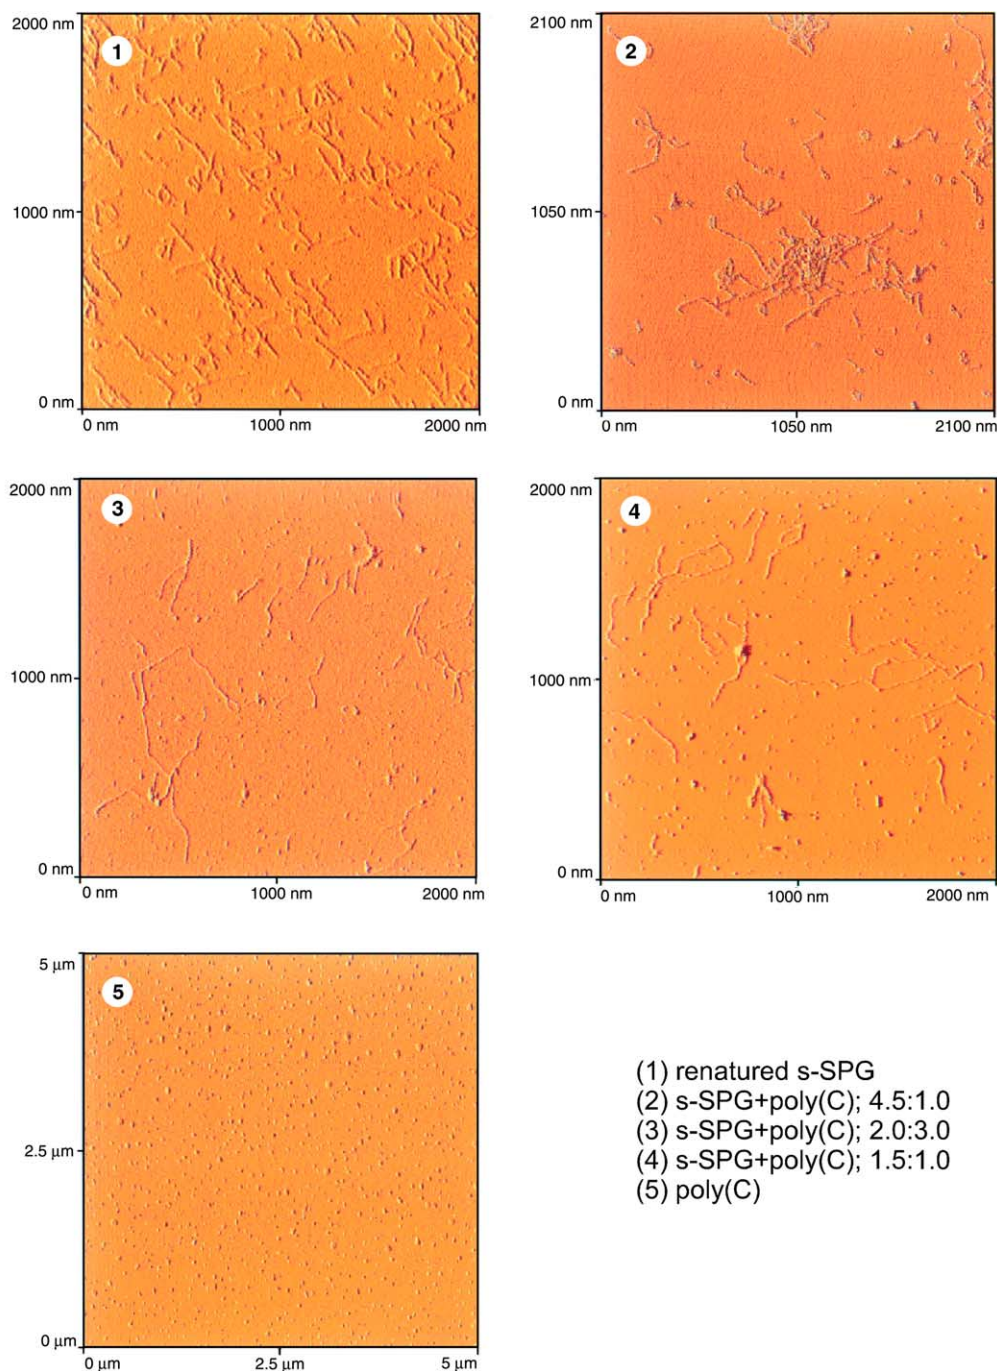 2000 nm
1
1000 nm
0 nm
0 nm 1000 nm 2000 nm
2100 nm
2
1050 nm
0 nm
0 nm 1050 nm 2100 nm
2000 nm
3
1000 nm
0 nm
0 nm 1000 nm 2000 nm
2000 nm
4
1000 nm
0 nm
0 nm 1000 nm 2000 nm
5 µm
5
2.5 µm
0 µm
0 µm 2.5 µm 5 µm
(1) renatured s-SPG
(2) s-SPG+poly(C); 4.5:1.0
(3) s-SPG+poly(C); 2.0:3.0
(4) s-SPG+poly(C); 1.5:1.0
(5) poly(C)